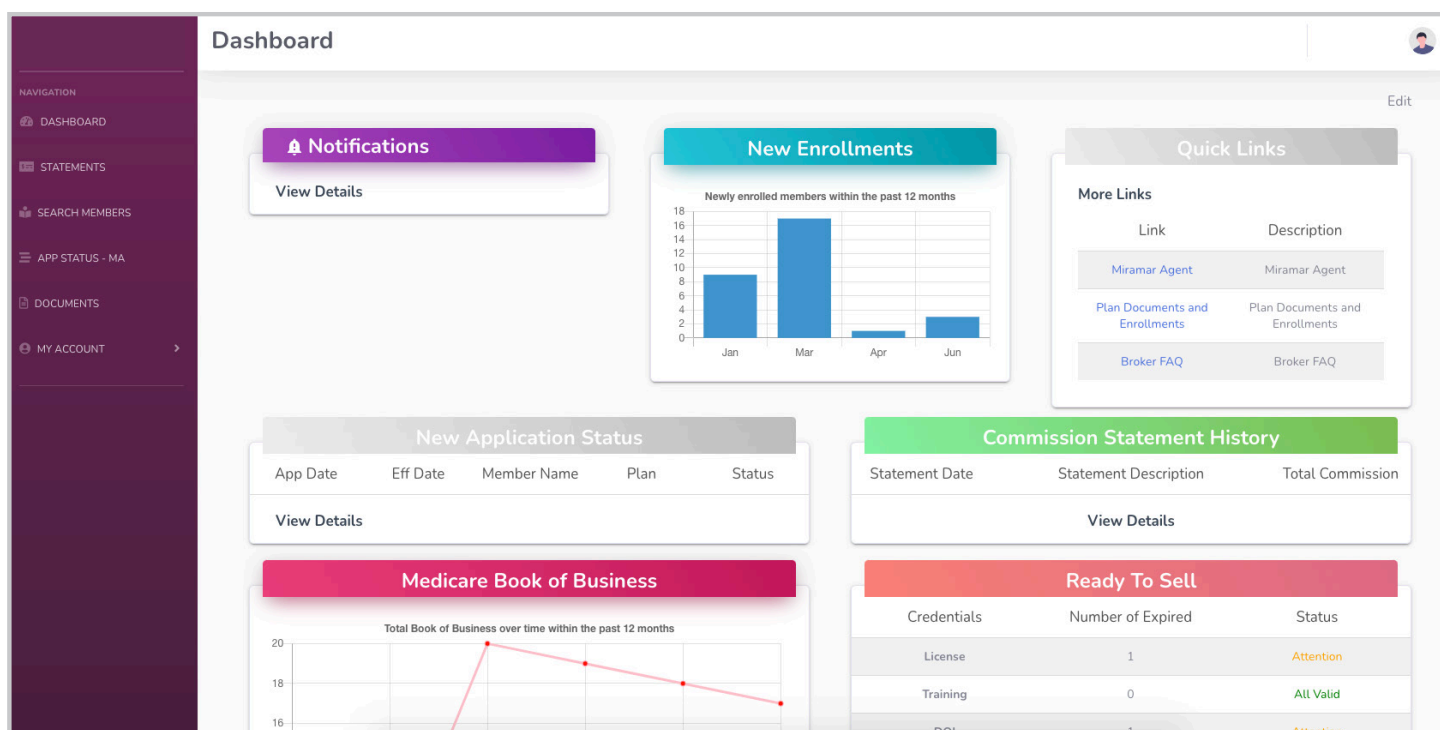 Dashboard
NAVIGATION
DASHBOARD
STATEMENTS
SEARCH MEMBERS
APP STATUS - MA
DOCUMENTS
MY ACCOUNT
Edit
Notifications
View Details
New Enrollments
Newly enrolled members within the past 12 months
18
16
14
12
10
8
6
4
2
0
Jan Mar Apr Jun
Quick Links
More Links
Link Description
Miramar Agent Miramar Agent
Plan Documents and Plan Documents and
Enrollments Enrollments
Broker FAQ Broker FAQ
New Application Status
App Date Eff Date Member Name Plan Status
View Details
Commission Statement History
Statement Date Statement Description Total Commission
View Details
Medicare Book of Business
Total Book of Business over time within the past 12 months
20
18
16
Ready To Sell
Credentials Number of Expired Status
License 1 Attention
Training 0 All Valid